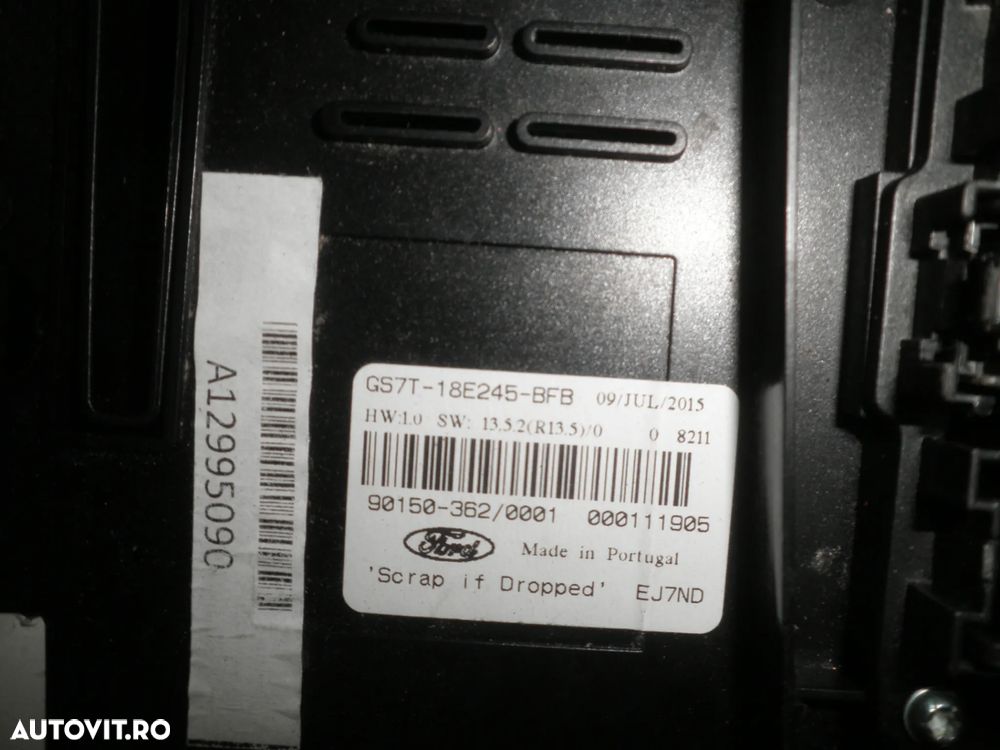 A12995090
GS7T-18E245-BFB 09/JUL/2015
HW:1.0 SW: 13.5.2(R13.5)/0 0 8211
90150-362/0001 000111905
Ford Made in Portugal
'Scrap if Dropped' EJ7ND
AUTOVIT.RO